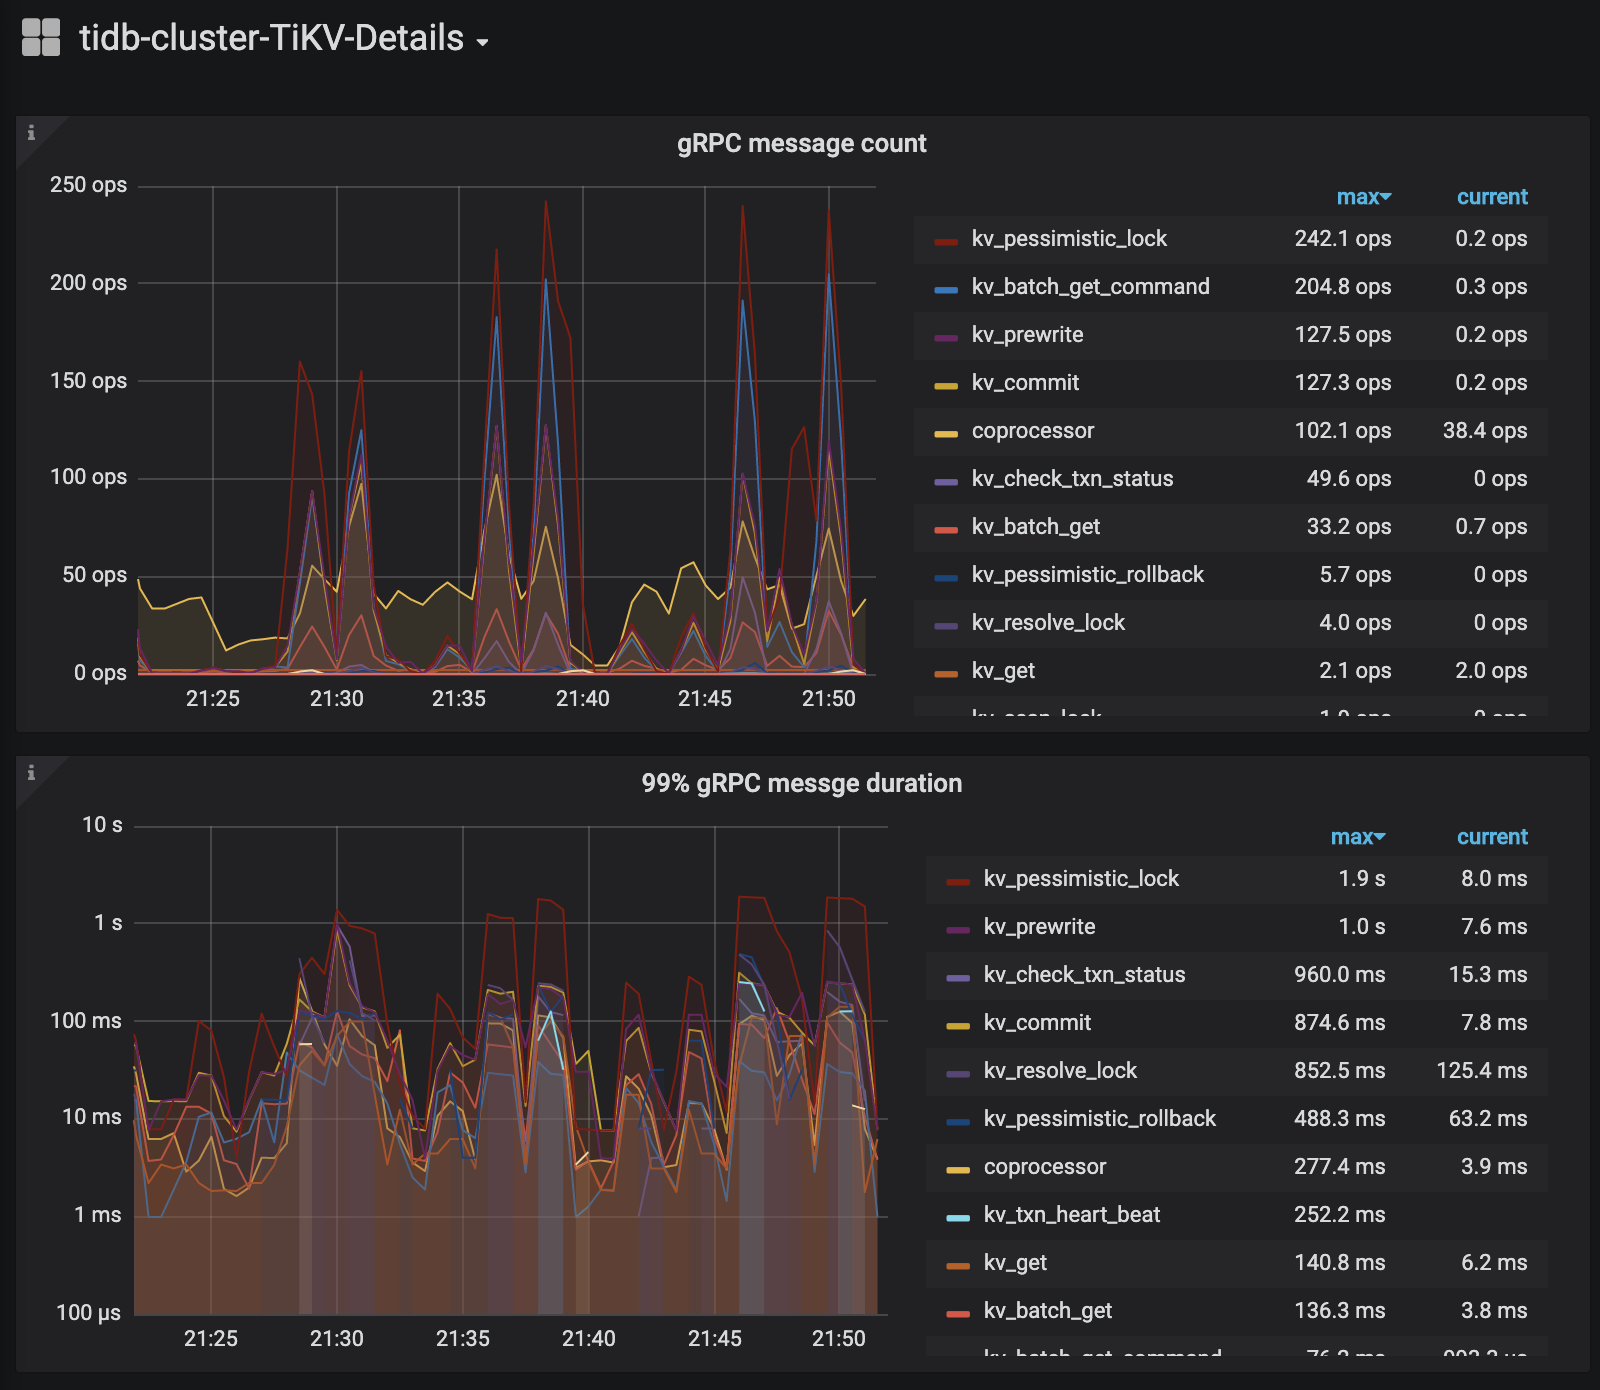 tidb-cluster-TiKV-Details
i
gRPC message count
250 ops
200 ops
150 ops
100 ops
50 ops
0 ops
21:25 21:30 21:35 21:40 21:45 21:50
max current
kv_pessimistic_lock 242.1 ops 0.2 ops
kv_batch_get_command 204.8 ops 0.3 ops
kv_prewrite 127.5 ops 0.2 ops
kv_commit 127.3 ops 0.2 ops
coprocessor 102.1 ops 38.4 ops
kv_check_txn_status 49.6 ops 0 ops
kv_batch_get 33.2 ops 0.7 ops
kv_pessimistic_rollback 5.7 ops 0 ops
kv_resolve_lock 4.0 ops 0 ops
kv_get 2.1 ops 2.0 ops
kv_scan_lock 1.0 ops 0 ops
i
99% gRPC messge duration
10 s
1 s
100 ms
10 ms
1 ms
100 µs
21:25 21:30 21:35 21:40 21:45 21:50
max current
kv_pessimistic_lock 1.9 s 8.0 ms
kv_prewrite 1.0 s 7.6 ms
kv_check_txn_status 960.0 ms 15.3 ms
kv_commit 874.6 ms 7.8 ms
kv_resolve_lock 852.5 ms 125.4 ms
kv_pessimistic_rollback 488.3 ms 63.2 ms
coprocessor 277.4 ms 3.9 ms
kv_txn_heart_beat 252.2 ms
kv_get 140.8 ms 6.2 ms
kv_batch_get 136.3 ms 3.8 ms
kv_batch_get_command ms µs